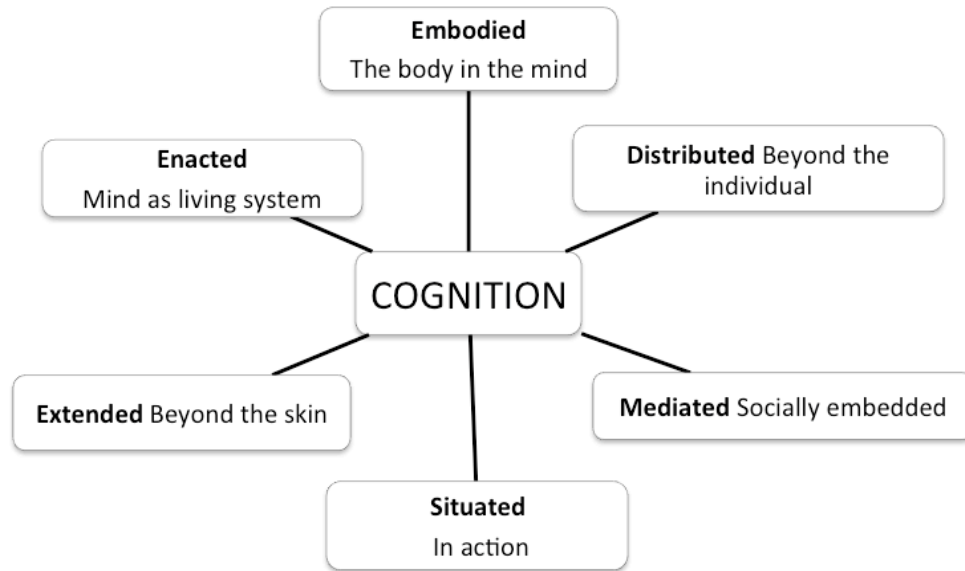 Embodied
The body in the mind
Enacted
Mind as living system
Distributed Beyond the
individual
COGNITION
Extended Beyond the skin
Mediated Socially embedded
Situated
In action